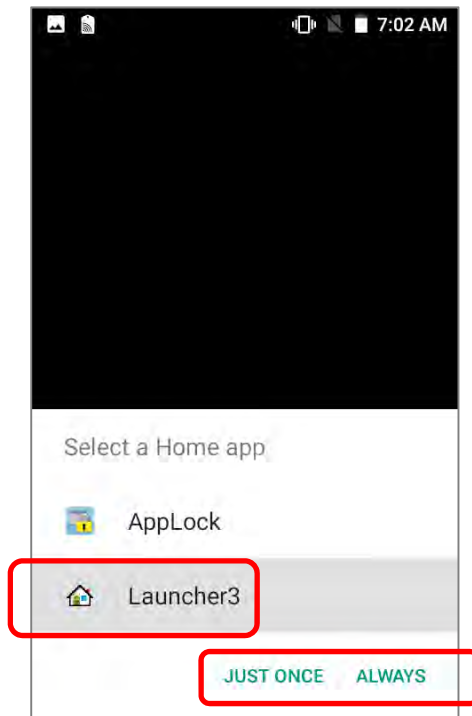 7:02 AM
Select a Home app
AppLock
Launcher3
JUST ONCE ALWAYS